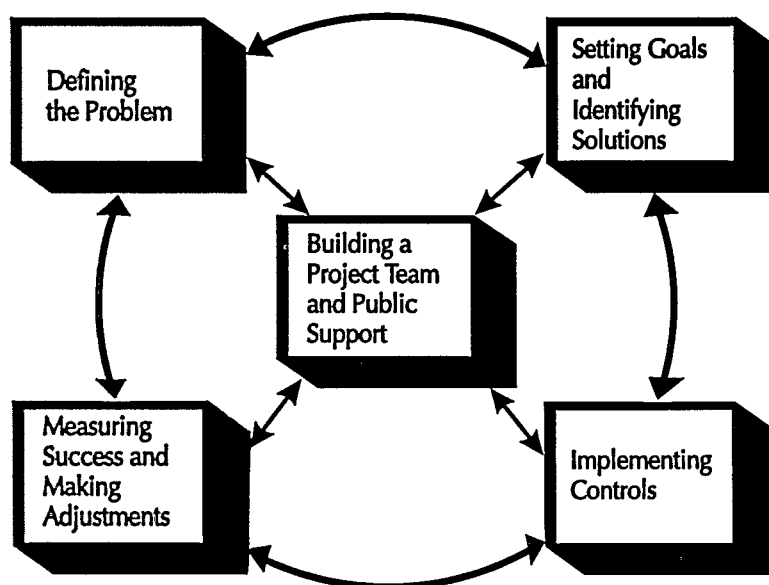 Defining
the Problem
Setting Goals
and
Identifying
Solutions
Building a
Project Team
and Public
Support
Measuring
Success and
Making
Adjustments
Implementing
Controls